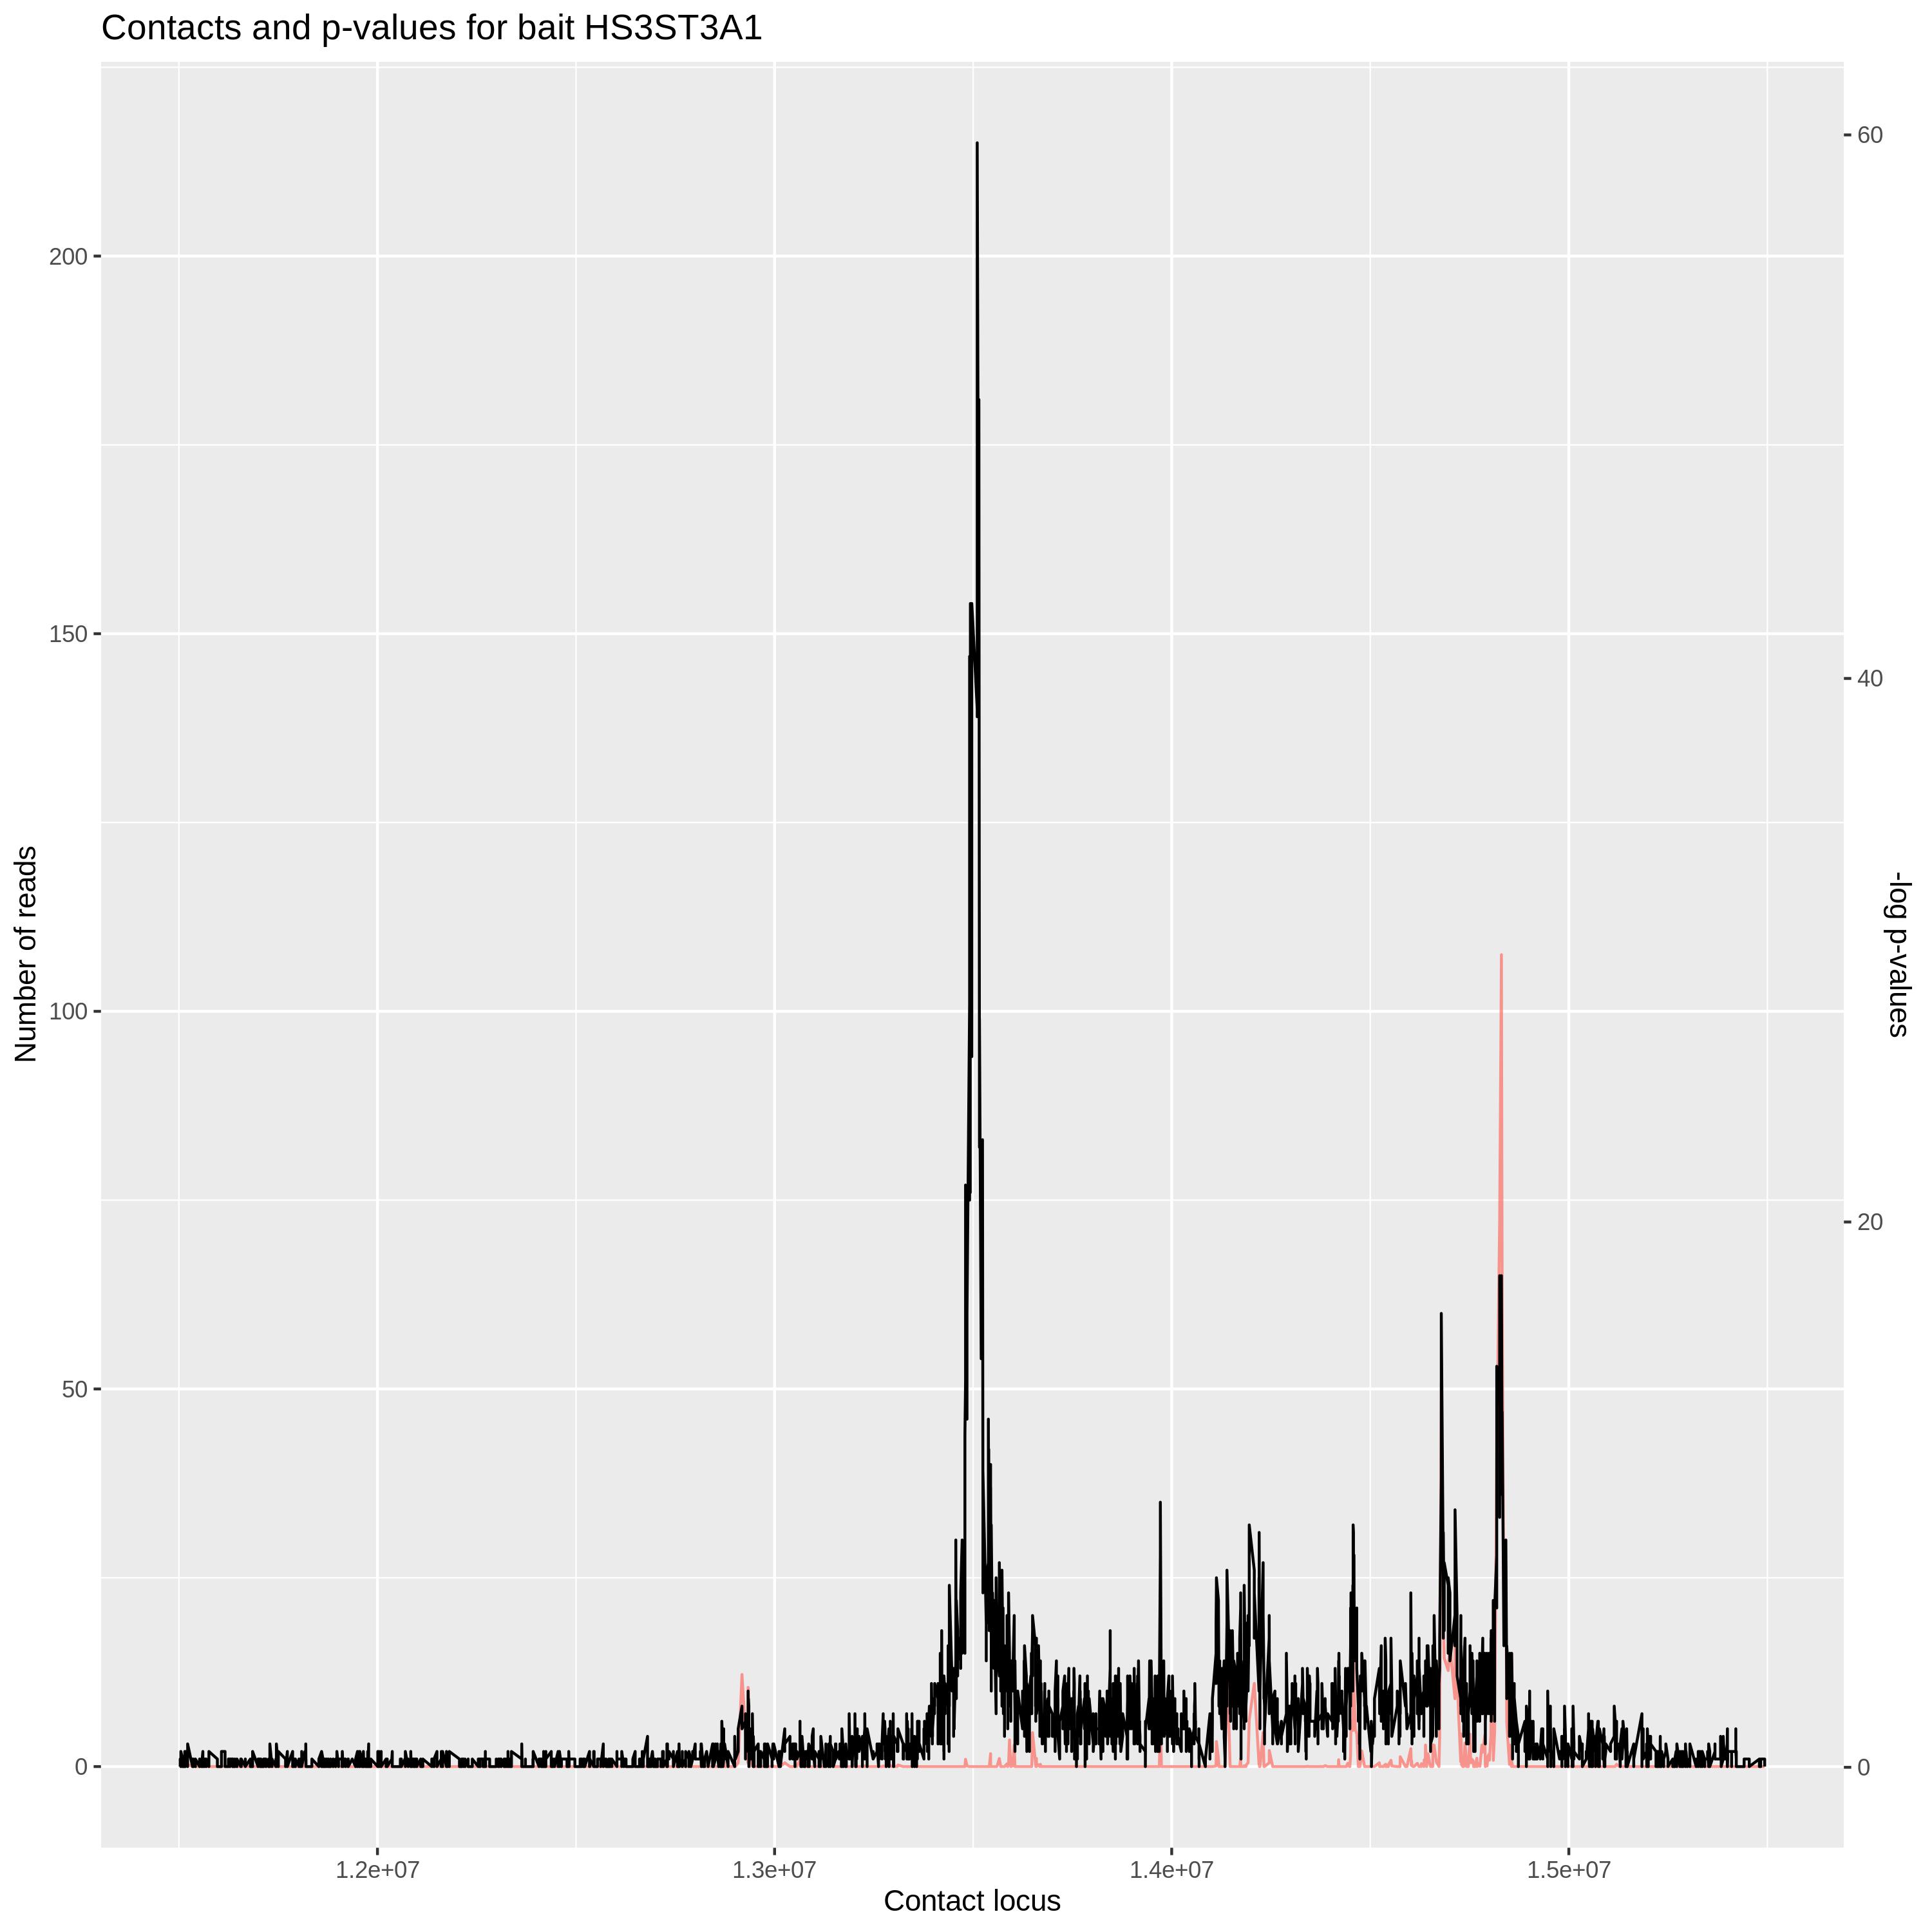 Contacts and p-values for bait HS3ST3A1
Number of reads
200
150
100
50
0
60
40
20
0
-log p-values
1.2e+07
1.3e+07
1.4e+07
1.5e+07
Contact locus